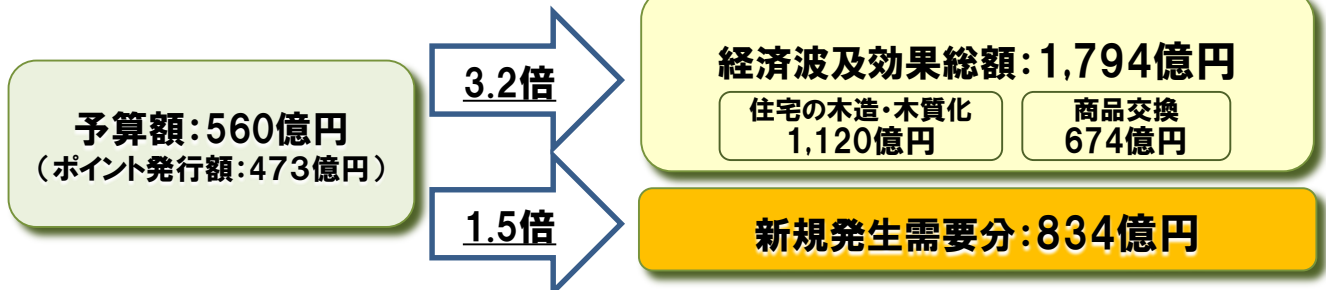 予算額：560億円
（ポイント発行額：473億円）
3.2倍
1.5倍
経済波及効果総額：1,794億円
住宅の木造・木質化
1,120億円
商品交換
674億円
新規発生需要分：834億円